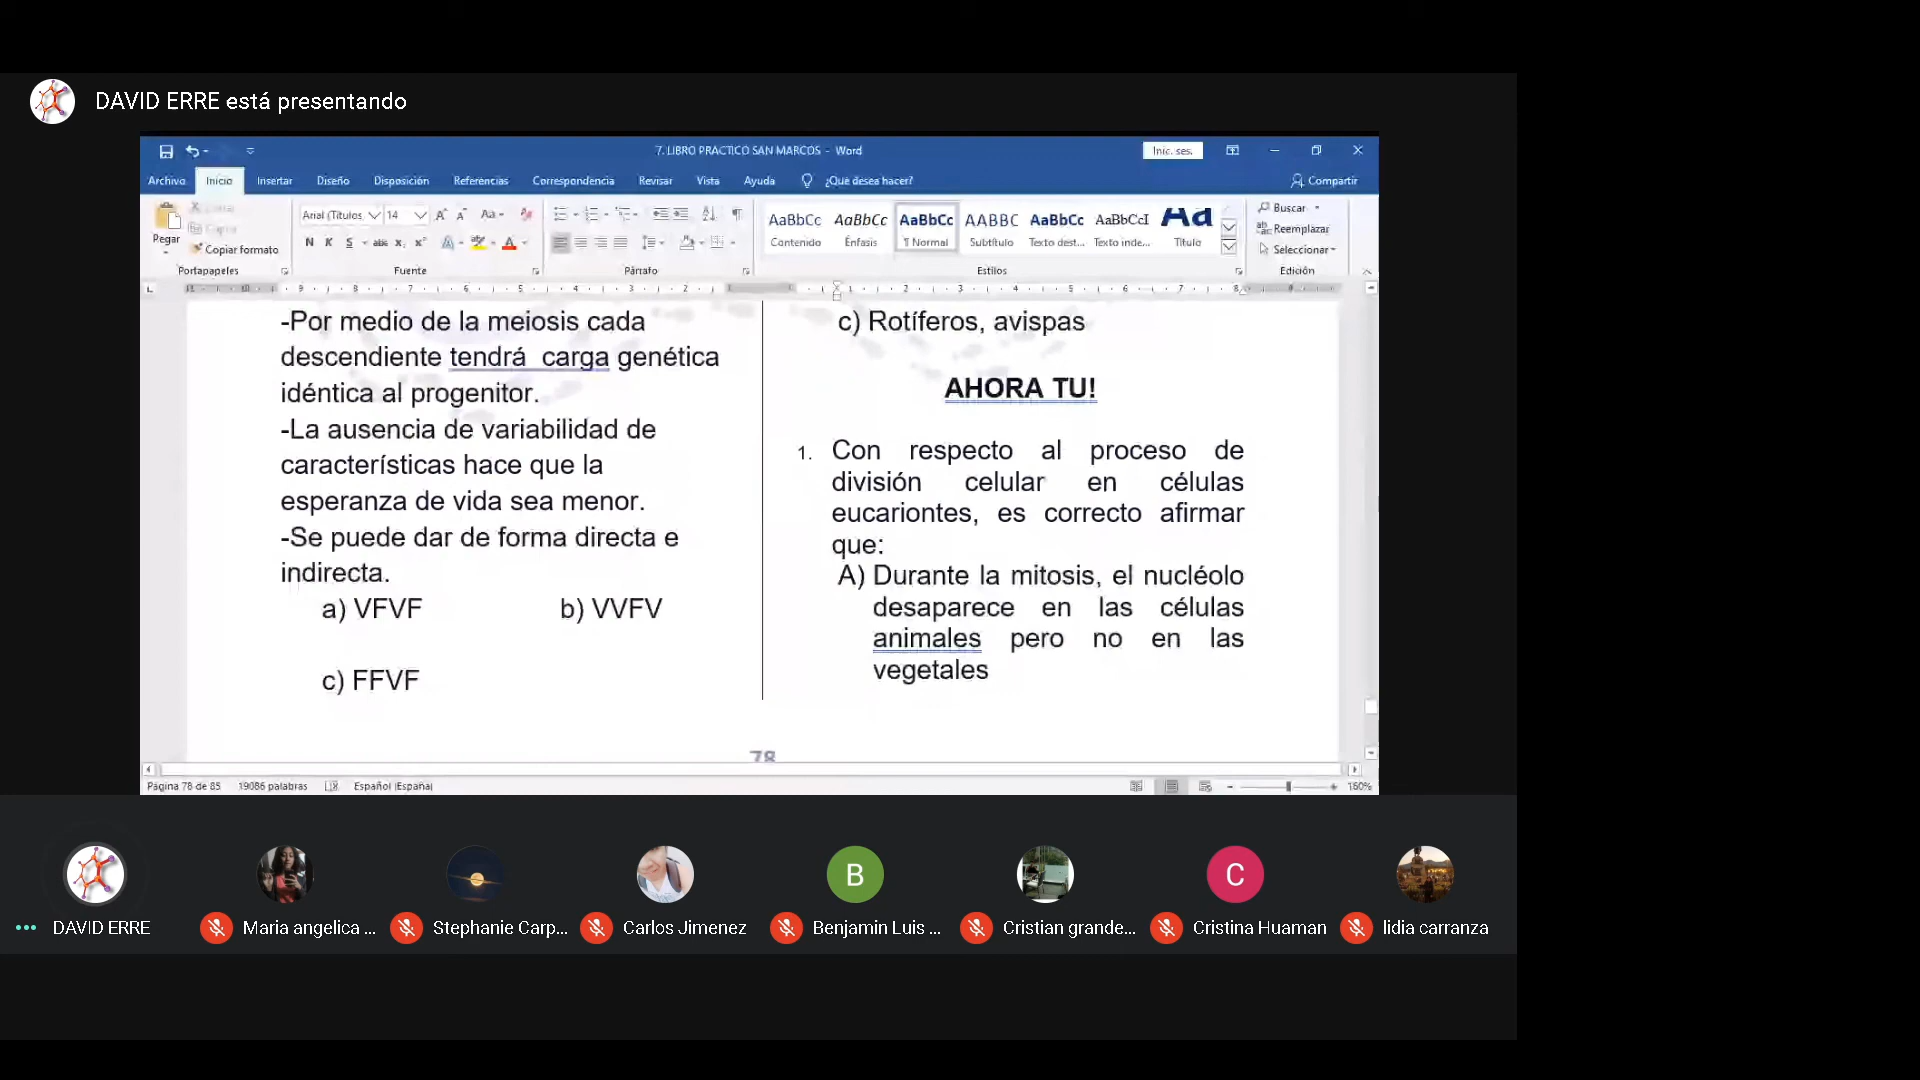 DAVID ERRE está presentando
7. LIBRO PRACTICO SAN MARCOS - Word
Inic. ses.
Archivo Inicio Insertar Diseño Disposición Referencias Correspondencia Revisar Vista Ayuda ¿Qué desea hacer? Compartir
Pegar
Cortar
Copiar
Copiar formato
Portapapeles
Arial (Títulos 14
Aa
N K S abc x₂ x²
Fuente
Párrafo
AaBbCc AaBbCc AaBbCc AABBC AaBbCc AaBbCcI Aa
Contenido Énfasis ¶ Normal Subtítulo Texto dest... Texto inde... Título
Estilos
Buscar
Reemplazar
Seleccionar
Edición
-Por medio de la meiosis cada
descendiente tendrá carga genética
idéntica al progenitor.
-La ausencia de variabilidad de
características hace que la
esperanza de vida sea menor.
-Se puede dar de forma directa e
indirecta.
a) VFVF b) VVFV
c) FFVF
c) Rotíferos, avispas
AHORA TU!
1. Con respecto al proceso de
división celular en células
eucariontes, es correcto afirmar
que:
A) Durante la mitosis, el nucléolo
desaparece en las células
animales pero no en las
vegetales
78
Página 78 de 85 19086 palabras Español (España) 160%
B C
DAVID ERRE Maria angelica ... Stephanie Carp... Carlos Jimenez Benjamin Luis ... Cristian grande... Cristina Huaman lidia carranza